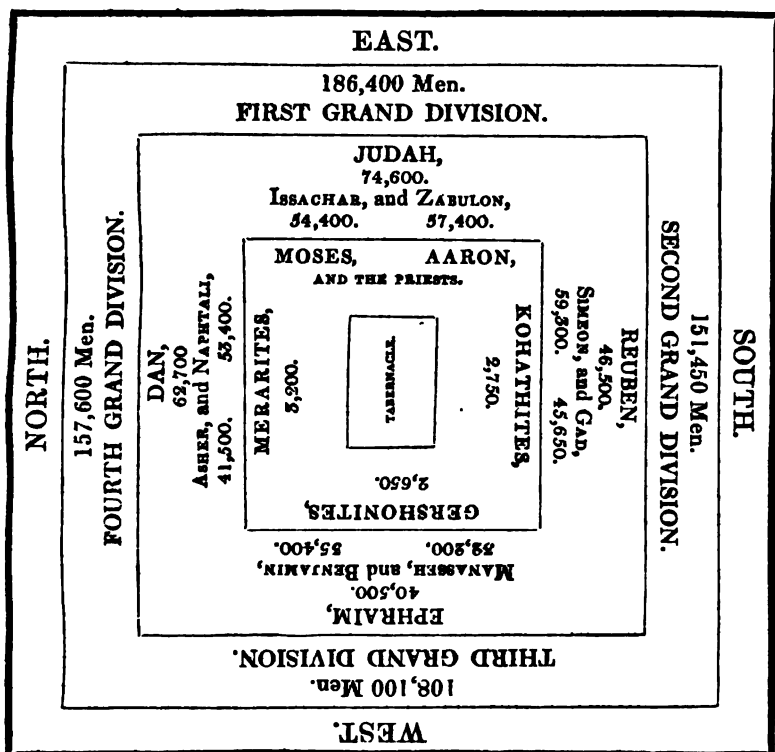 EAST.
186,400 Men.
FIRST GRAND DIVISION.
JUDAH,
74,600.
ISSACHAR, and ZABULON,
54,400. 57,400.
MOSES, AARON,
AND THE PRIESTS.
SOUTH.
151,450 Men.
SECOND GRAND DIVISION.
REUBEN,
46,500.
SIMEON, and GAD,
59,300. 45,650.
KOHATHITES,
2,750.
WEST.
108,100 Men.
THIRD GRAND DIVISION.
EPHRAIM,
40,500.
MANASSEH, and BENJAMIN,
32,200. 35,400.
GERSHONITES,
2,650.
NORTH.
157,600 Men.
FOURTH GRAND DIVISION.
DAN,
62,700
ASHER, and NAPHTALI,
41,500. 53,400.
MERARITES,
3,200.
TABERNACLE.